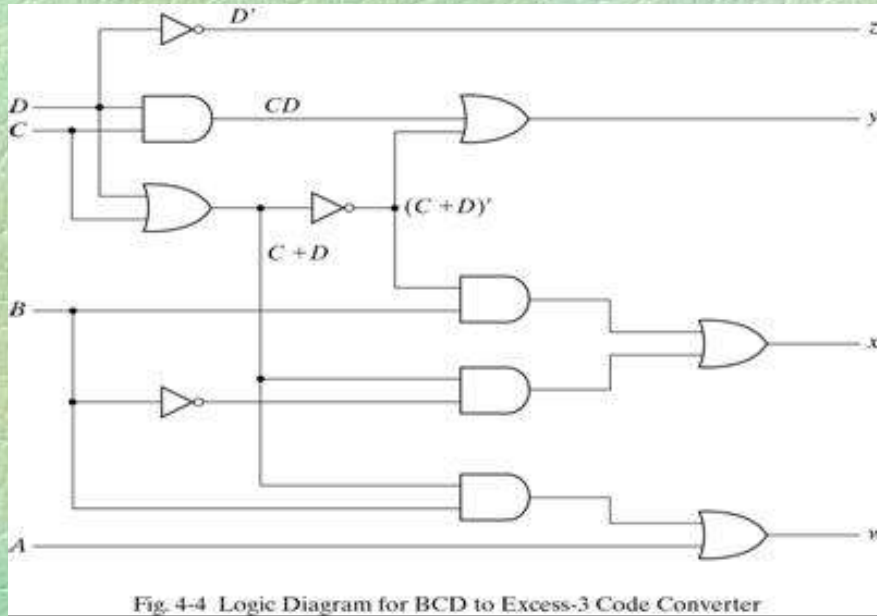 D'
z
D
CD
y
C
(C + D)'
C + D
B
x
A
Fig. 4-4 Logic Diagram for BCD to Excess-3 Code Converter